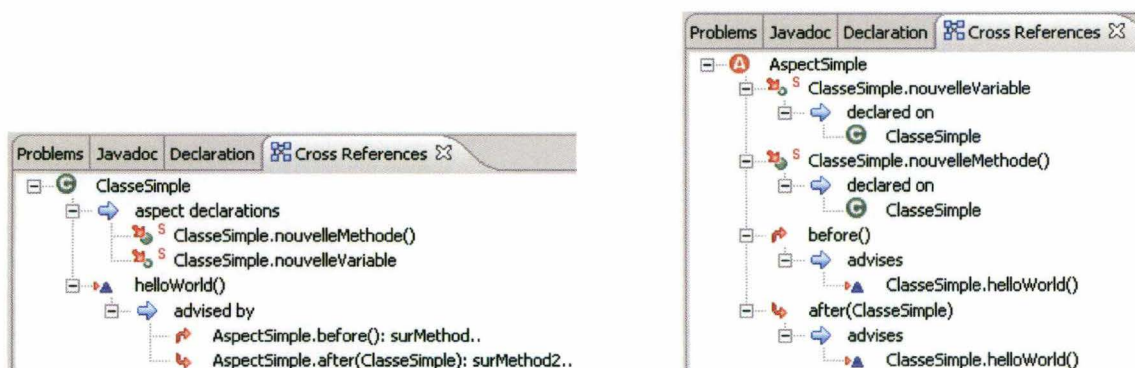 Problems Javadoc Declaration Cross References
ClasseSimple
aspect declarations
S ClasseSimple.nouvelleMethode()
S ClasseSimple.nouvelleVariable
helloWorld()
advised by
AspectSimple.before(): surMethod..
AspectSimple.after(ClasseSimple): surMethod2..
Problems Javadoc Declaration Cross References
A AspectSimple
S ClasseSimple.nouvelleVariable
declared on
C ClasseSimple
S ClasseSimple.nouvelleMethode()
declared on
C ClasseSimple
before()
advises
ClasseSimple.helloWorld()
after(ClasseSimple)
advises
ClasseSimple.helloWorld()